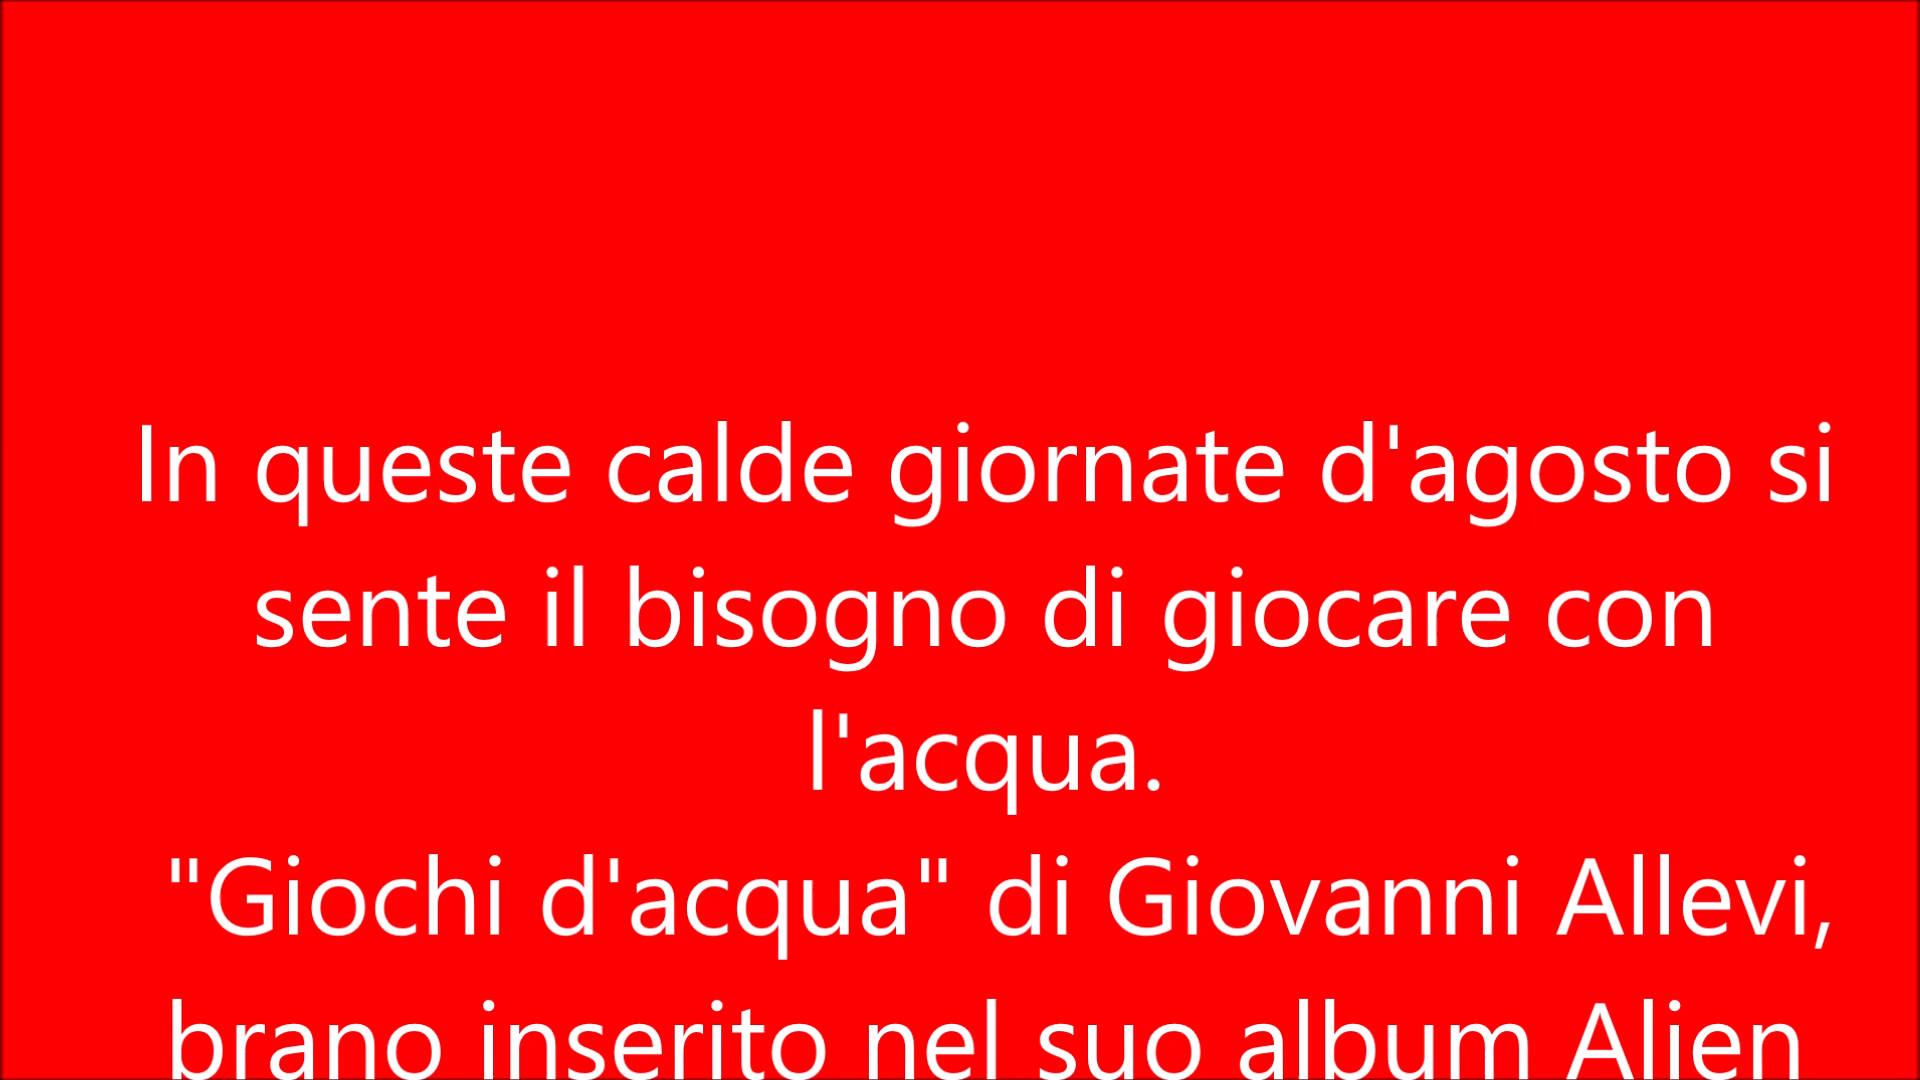 In queste calde giornate d'agosto si
sente il bisogno di giocare con
l'acqua.
"Giochi d'acqua" di Giovanni Allevi,
brano inserito nel suo album Alien